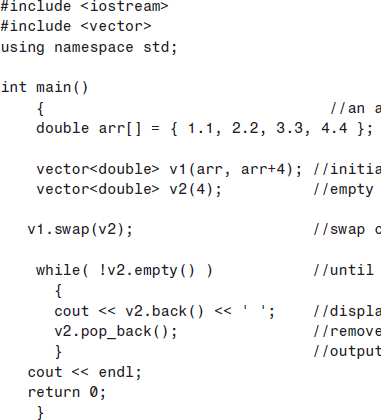 #include <iostream>
#include <vector>
using namespace std;
int main()
{ //an a
double arr[] = { 1.1, 2.2, 3.3, 4.4 };
vector<double> v1(arr, arr+4); //initia
vector<double> v2(4); //empty
v1.swap(v2); //swap c
while( !v2.empty() ) //until
{
cout << v2.back() << ' '; //displa
v2.pop_back(); //remove
} //output
cout << endl;
return 0;
}